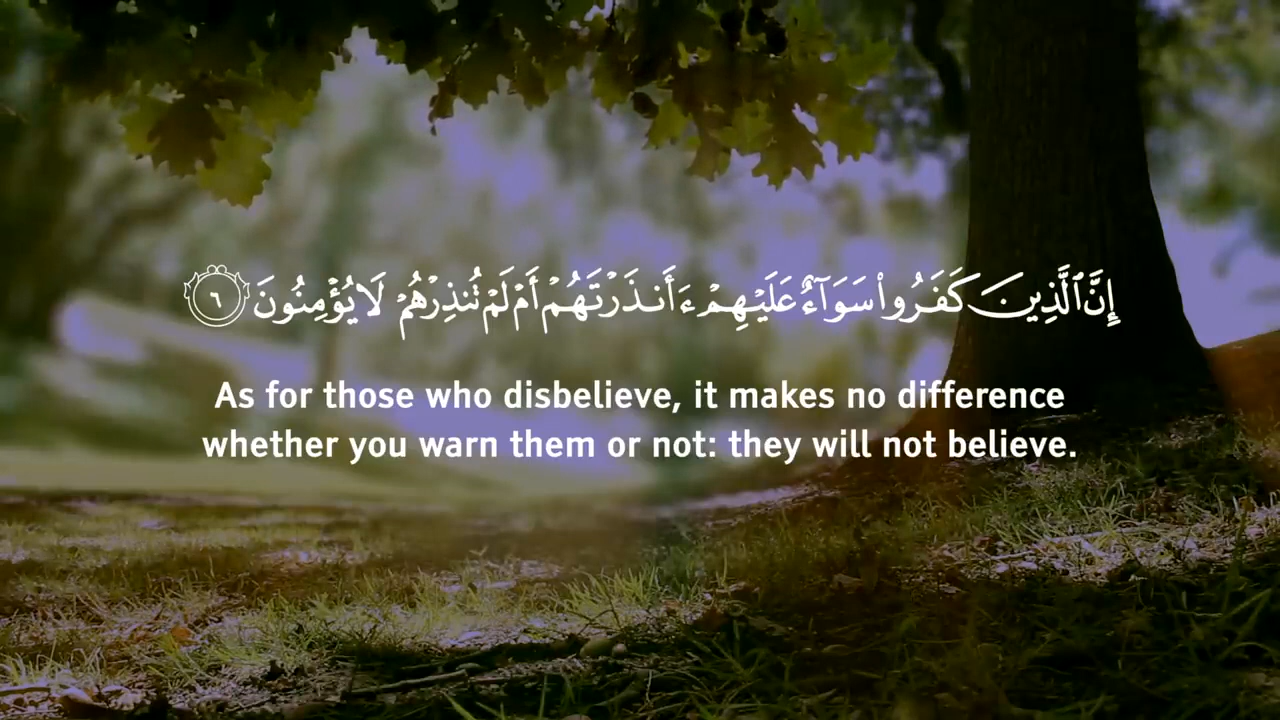 إِنَّ ٱلَّذِينَ كَفَرُوا۟ سَوَآءٌ عَلَيْهِمْ ءَأَنذَرْتَهُمْ أَمْ لَمْ تُنذِرْهُمْ لَا يُؤْمِنُونَ ٦
As for those who disbelieve, it makes no difference
whether you warn them or not: they will not believe.